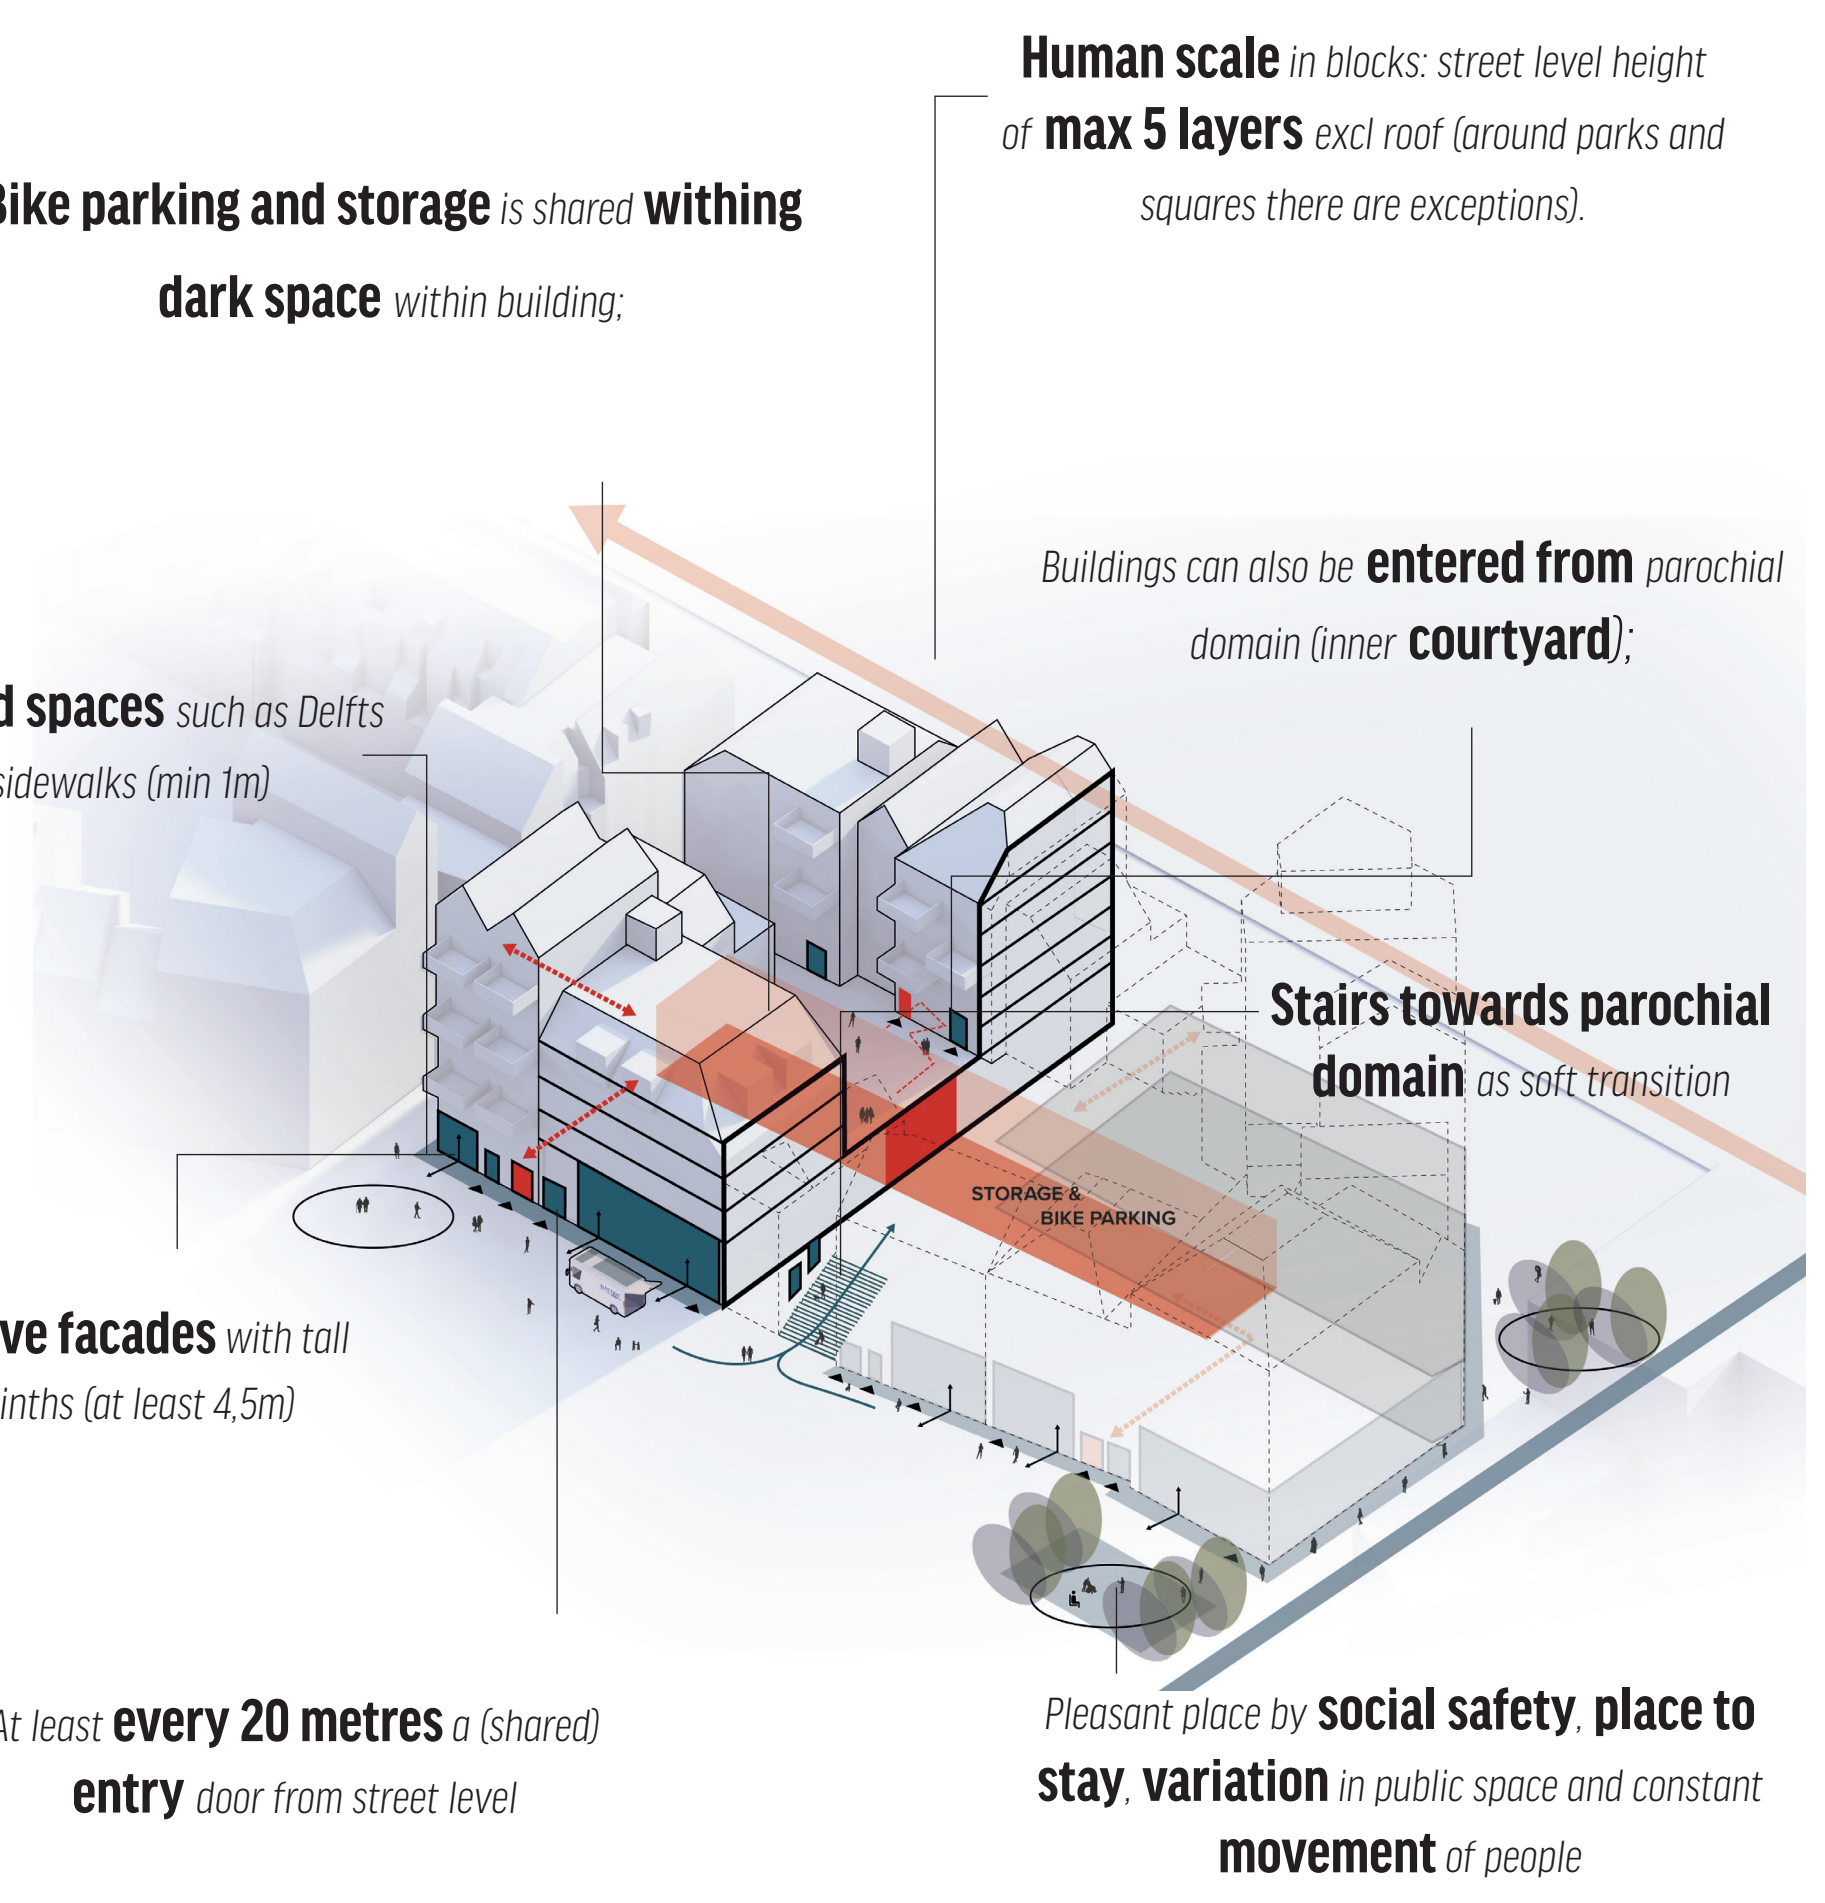 Human scale in blocks: street level height
of max 5 layers excl roof (around parks and
squares there are exceptions).
Bike parking and storage is shared withing
dark space within building;
Buildings can also be entered from parochial
domain (inner courtyard);
spaces such as Delfts
sidewalks (min 1m)
Stairs towards parochial
domain as soft transition
STORAGE &
BIKE PARKING
facades with tall
(at least 4,5m)
At least every 20 metres a (shared)
entry door from street level
Pleasant place by social safety, place to
stay, variation in public space and constant
movement of people